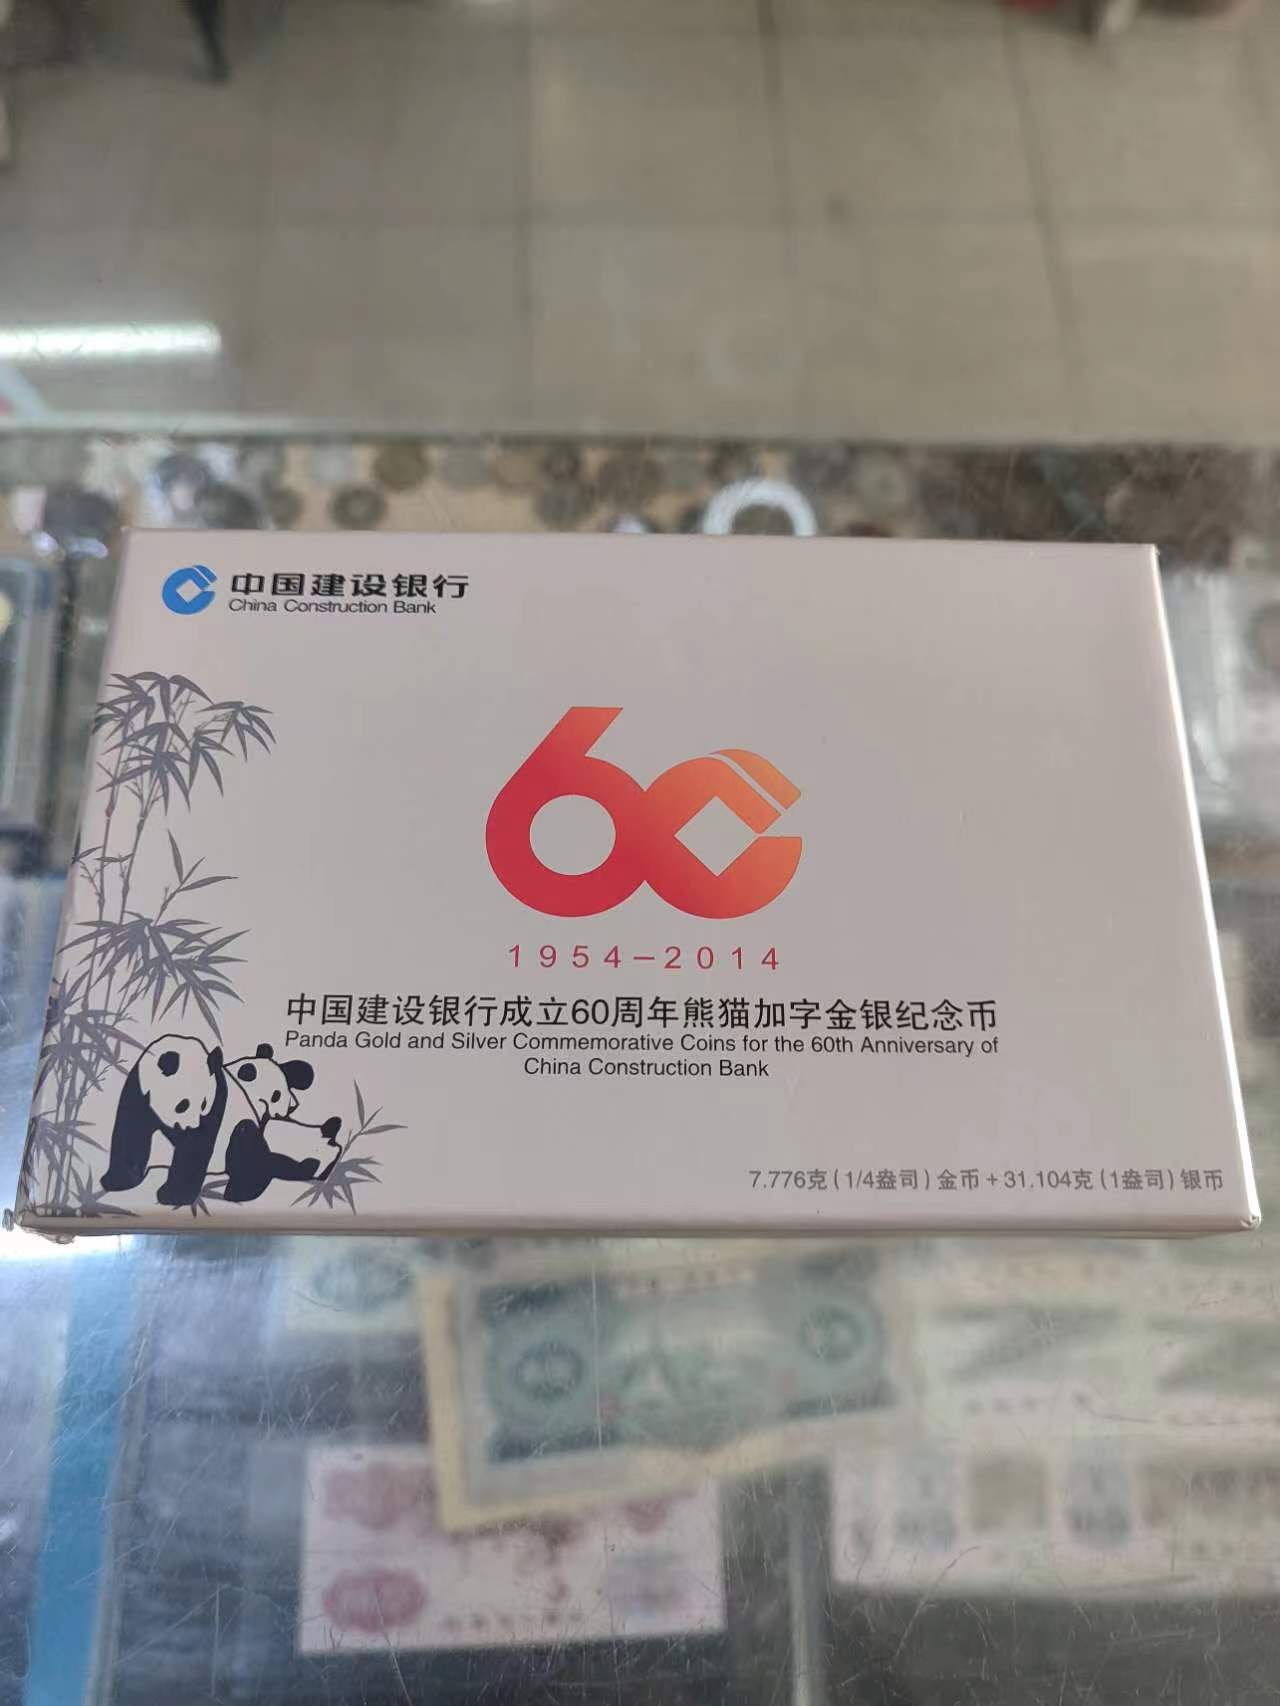 中国建设银行
China Construction Bank
60
1954-2014
中国建设银行成立60周年熊猫加字金银纪念币
Panda Gold and Silver Commemorative Coins for the 60th Anniversary of
China Construction Bank
7.776克(1/4盎司)金币+31.104克(1盎司)银币